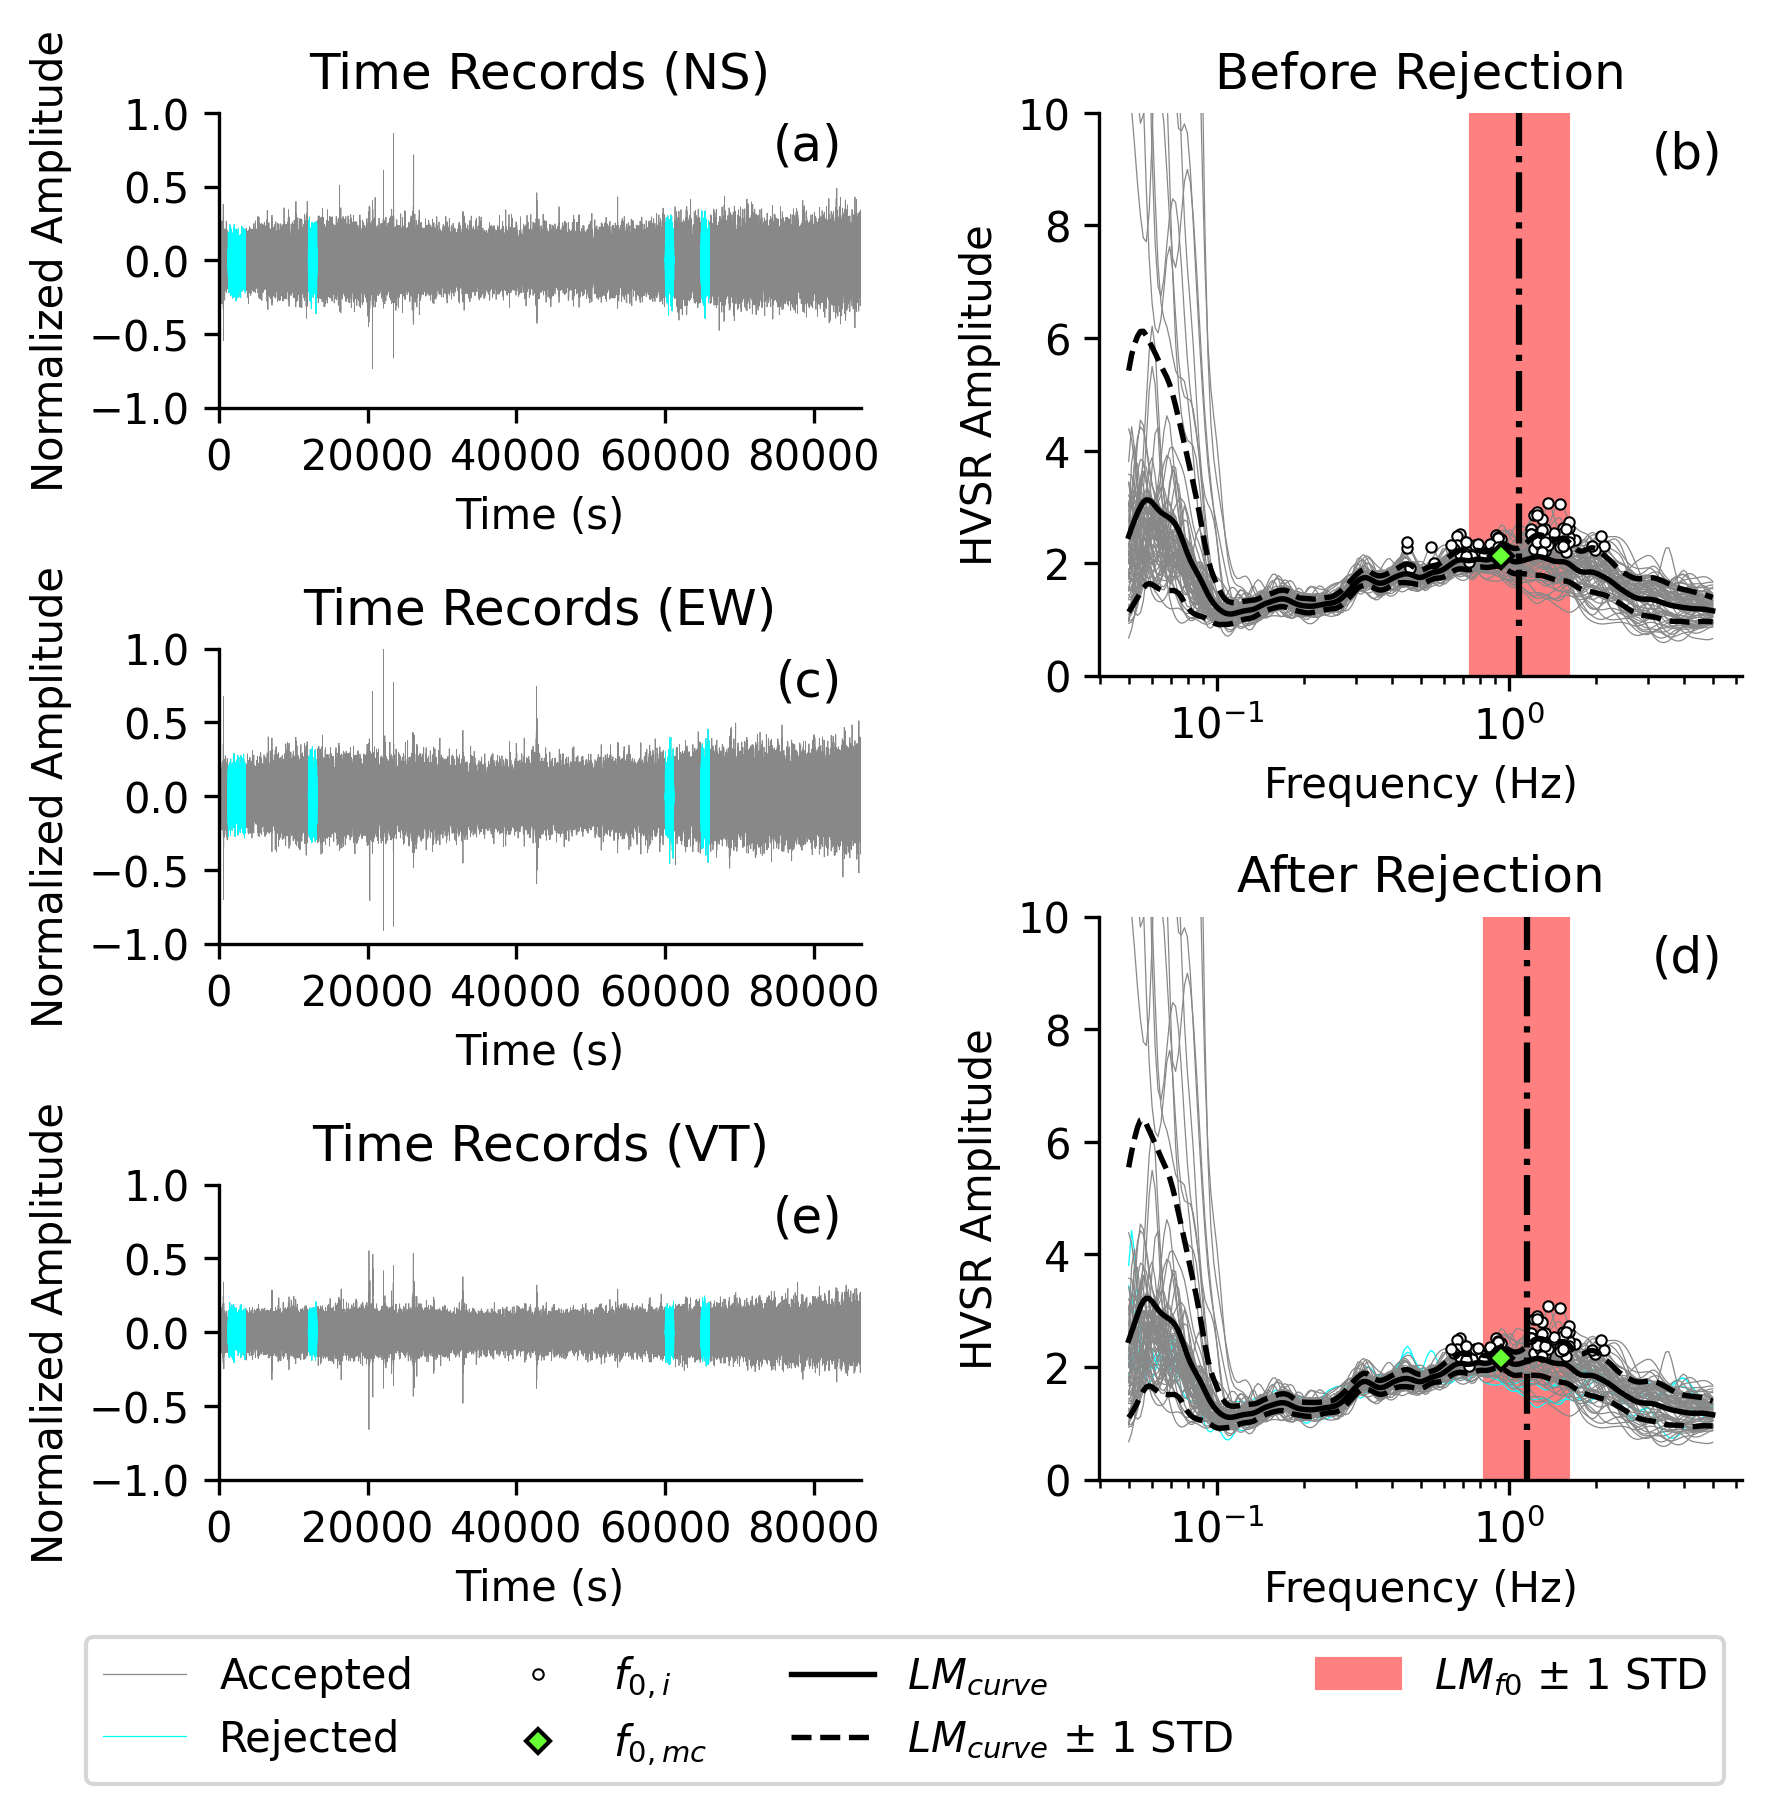 Time Records (NS)
Normalized Amplitude
1.0
0.5
0.0
−0.5
−1.0
(a)
0 20000 40000 60000 80000
Time (s)
Before Rejection
HVSR Amplitude
10
8
6
4
2
0
(b)
10⁻¹ 10⁰
Frequency (Hz)
Time Records (EW)
Normalized Amplitude
1.0
0.5
0.0
−0.5
−1.0
(c)
0 20000 40000 60000 80000
Time (s)
After Rejection
HVSR Amplitude
10
8
6
4
2
0
(d)
10⁻¹ 10⁰
Frequency (Hz)
Time Records (VT)
Normalized Amplitude
1.0
0.5
0.0
−0.5
−1.0
(e)
0 20000 40000 60000 80000
Time (s)
Accepted
Rejected
f0,i
f0,mc
LMcurve
LMcurve ± 1 STD
LMf0 ± 1 STD